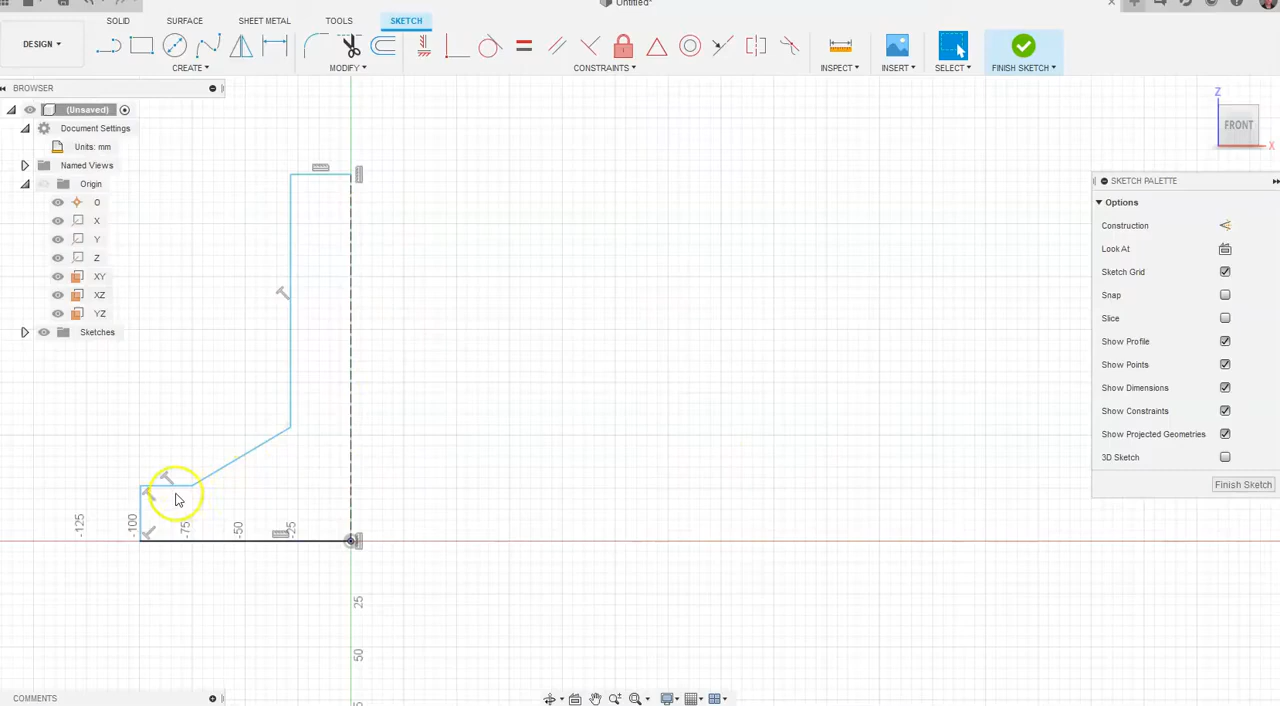 Untitled*
SOLID SURFACE SHEET METAL TOOLS SKETCH
DESIGN ▾
CREATE ▾ MODIFY ▾ CONSTRAINTS ▾ INSPECT ▾ INSERT ▾ SELECT ▾ FINISH SKETCH ▾
BROWSER
(Unsaved)
Document Settings
Units: mm
Named Views
Origin
O
X
Y
Z
XY
XZ
YZ
Sketches
-125
-100
-75
-50
-25
25
50
Z
FRONT
X
SKETCH PALETTE
Options
Construction
Look At
Sketch Grid
Snap
Slice
Show Profile
Show Points
Show Dimensions
Show Constraints
Show Projected Geometries
3D Sketch
Finish Sketch
COMMENTS